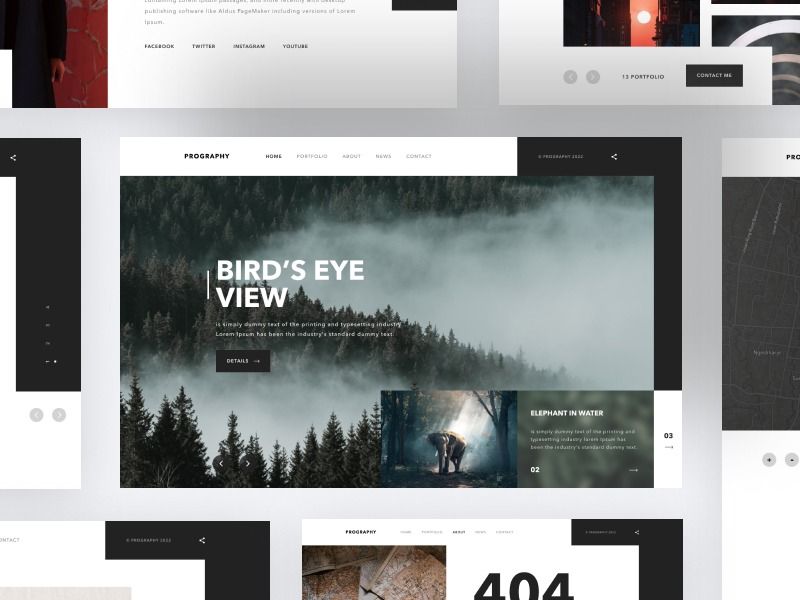 containing Lorem Ipsum passages, and more recently with desktop
publishing software like Aldus PageMaker including versions of Lorem
Ipsum.
FACEBOOK TWITTER INSTAGRAM YOUTUBE
13 PORTFOLIO
CONTACT ME
PROGRAPHY
HOME PORTFOLIO ABOUT NEWS CONTACT
© PROGRAPHY 2022
BIRD'S EYE
VIEW
is simply dummy text of the printing and typesetting industry
Lorem Ipsum has been the industry's standard dummy text.
DETAILS →
ELEPHANT IN WATER
is simply dummy text of the printing and
typesetting industry lorem Ipsum has
been the industry's standard dummy text.
02 →
03
→
PRO
+ -
ONTACT
© PROGRAPHY 2022
PROGRAPHY
HOME PORTFOLIO ABOUT NEWS CONTACT
© PROGRAPHY 2022
404